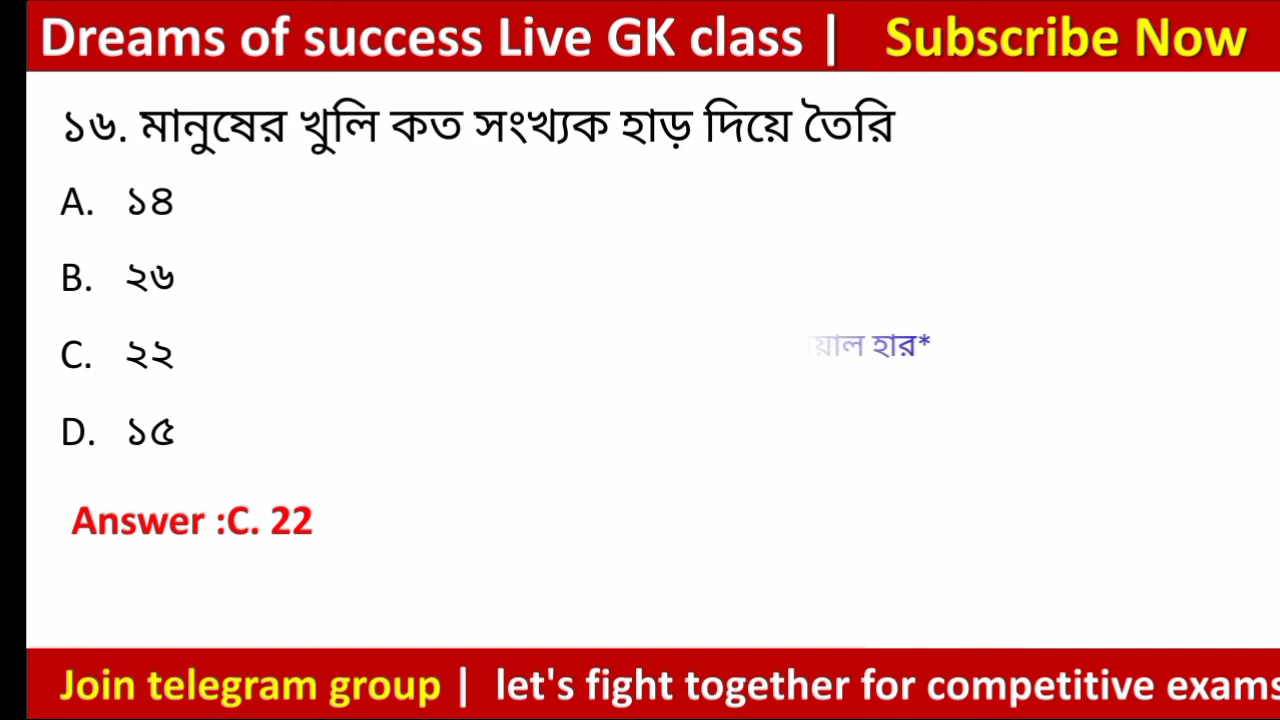 Dreams of success Live GK class | Subscribe Now
১৬. মানুষের খুলি কত সংখ্যক হাড় দিয়ে তৈরি
A. ১৪
B. ২৬
C. ২২
হার*
D. ১৫
Answer :C. 22
Join telegram group | let's fight together for competitive exams